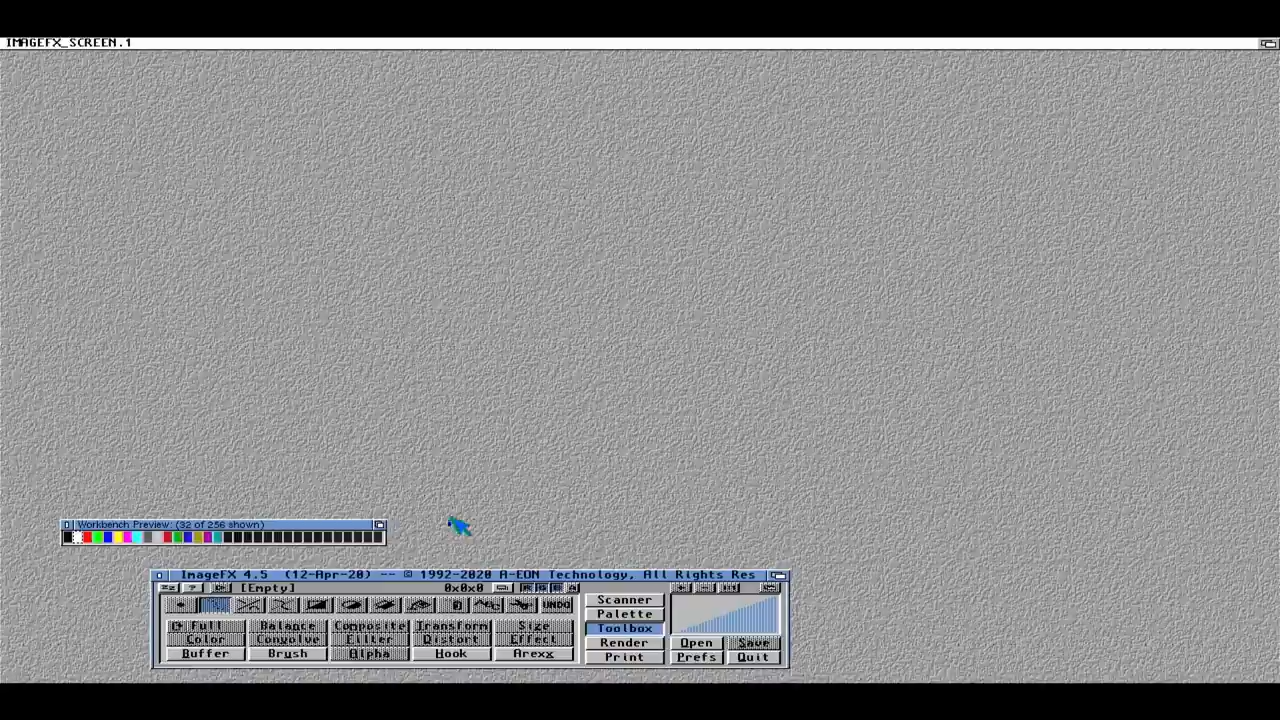 IMAGEFX_SCREEN.1
Workbench Preview: (32 of 256 shown)
ImageFX 4.5 (12-Apr-20) -- © 1992-2020 A-EON Technology, All Rights Res
? [Empty] 0x0x0
UNDO
Full Balance Composite Transform Size
Color Convolve Filter Distort Effect
Buffer Brush Alpha Hook Arexx
Scanner
Palette
Toolbox
Render
Print
Open Save
Prefs Quit